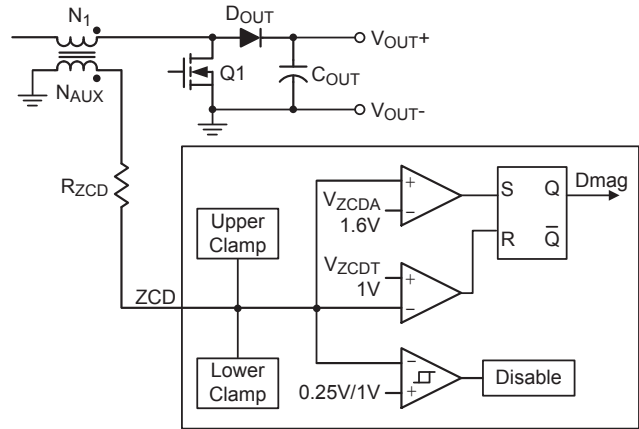 N1
DOUT
VOUT+
Q1
COUT
NAUX
VOUT-
RZCD
Upper
Clamp
VZCDA
1.6V
+
−
S
Q
Dmag
R
Q̅
VZCDT
1V
+
−
ZCD
Lower
Clamp
0.25V/1V
−
+
Disable